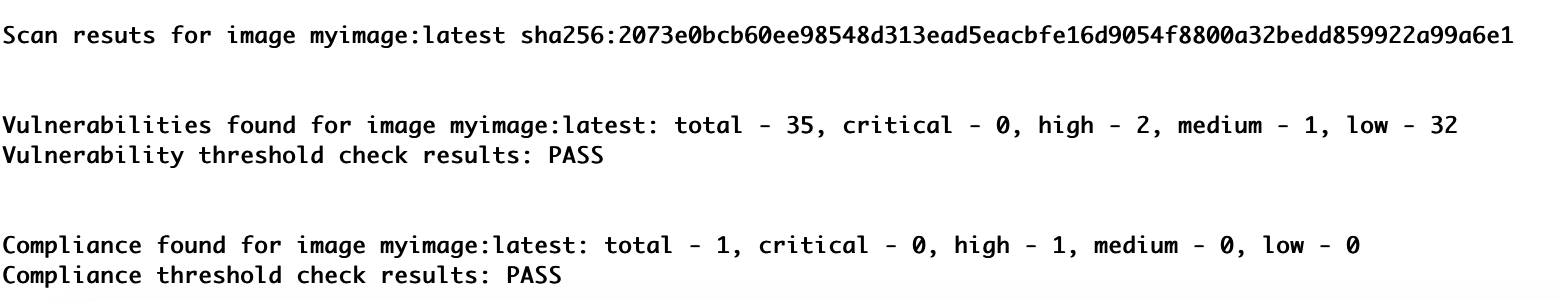 Scan resuts for image myimage:latest sha256:2073e0bcb60ee98548d313ead5eacbfe16d9054f8800a32bedd859922a99a6e1
Vulnerabilities found for image myimage:latest: total - 35, critical - 0, high - 2, medium - 1, low - 32
Vulnerability threshold check results: PASS
Compliance found for image myimage:latest: total - 1, critical - 0, high - 1, medium - 0, low - 0
Compliance threshold check results: PASS